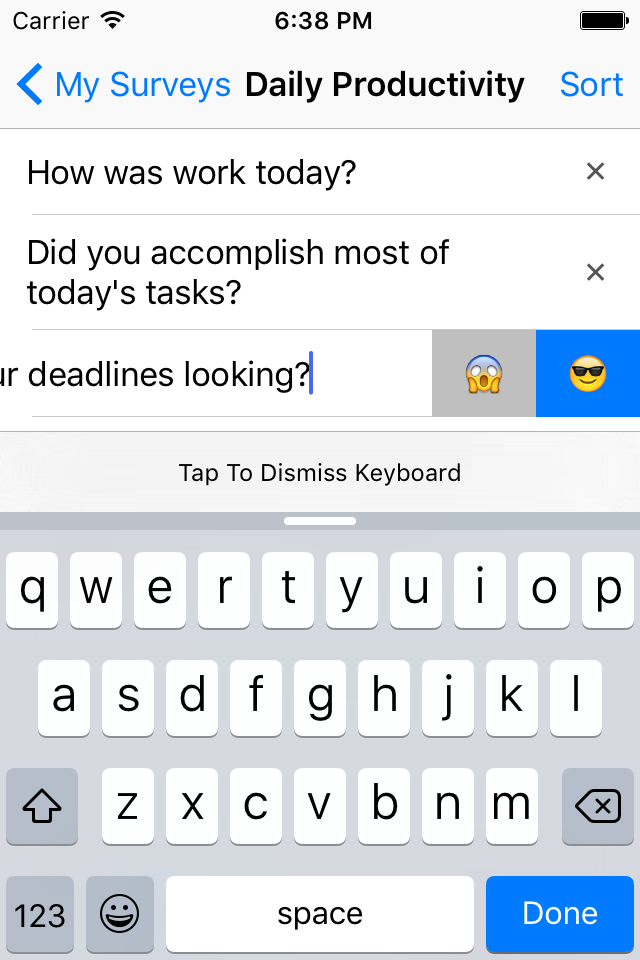 Carrier 6:38 PM
My Surveys Daily Productivity Sort
How was work today? ×
Did you accomplish most of
today's tasks? ×
deadlines looking?
Tap To Dismiss Keyboard
q w e r t y u i o p
a s d f g h j k l
z x c v b n m
123 space Done